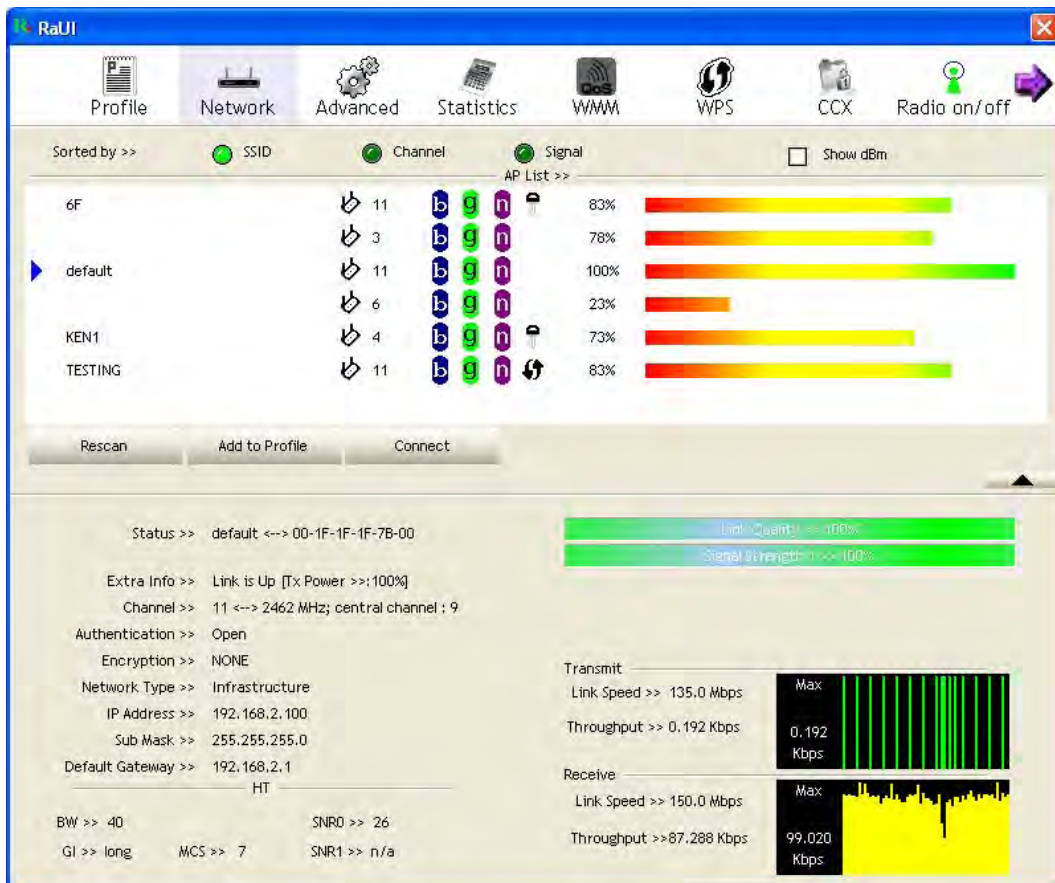 RaUI
Profile Network Advanced Statistics WMM WPS CCX Radio on/off
QoS
Sorted by >> SSID Channel Signal Show dBm
AP List >>
6F 11 b g n 83%
3 b g n 78%
default 11 b g n 100%
6 b g n 23%
KEN1 4 b g n 73%
TESTING 11 b g n 83%
Rescan Add to Profile Connect
Status >> default <--> 00-1F-1F-1F-7B-00
Link Quality >> 100%
Signal Strength 1 >> 100%
Extra Info >> Link is Up [Tx Power >>:100%]
Channel >> 11 <--> 2462 MHz; central channel : 9
Authentication >> Open
Encryption >> NONE
Network Type >> Infrastructure
IP Address >> 192.168.2.100
Sub Mask >> 255.255.255.0
Default Gateway >> 192.168.2.1
HT
BW >> 40 SNR0 >> 26
GI >> long MCS >> 7 SNR1 >> n/a
Transmit
Link Speed >> 135.0 Mbps
Throughput >> 0.192 Kbps
Max
0.192
Kbps
Receive
Link Speed >> 150.0 Mbps
Throughput >>87.288 Kbps
Max
99.020
Kbps